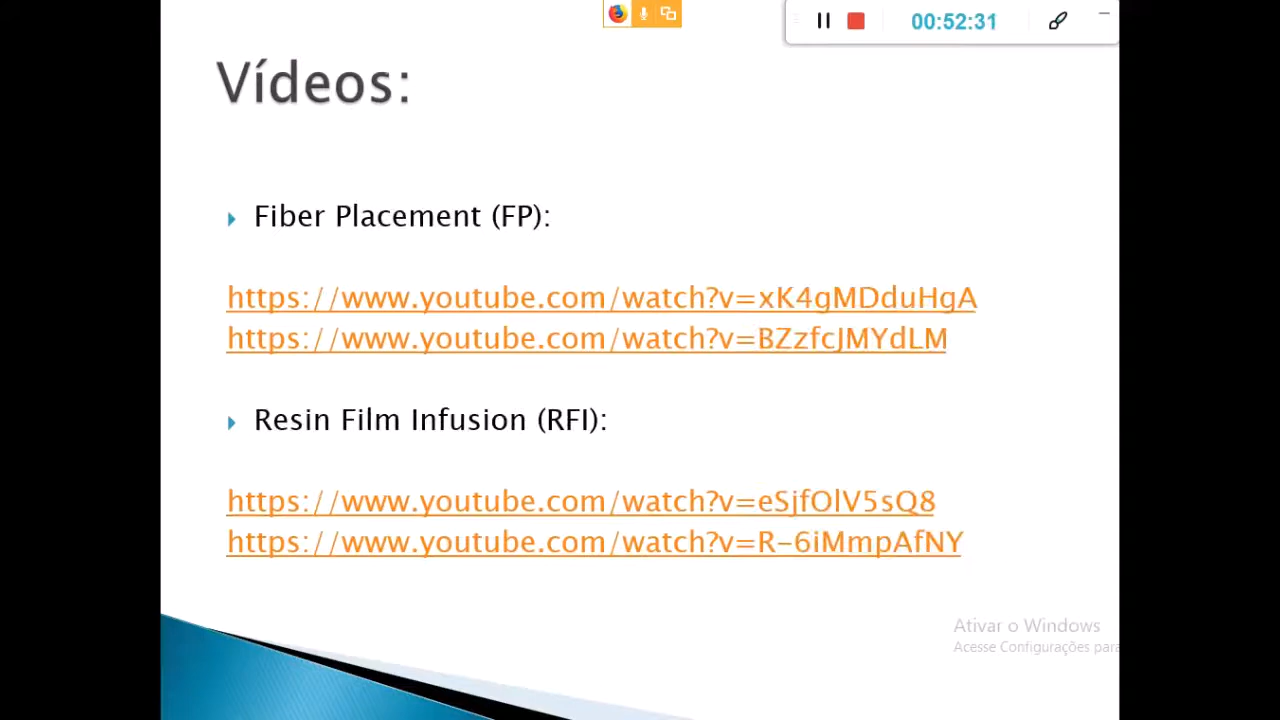 00:52:31
Vídeos:
Fiber Placement (FP):
https://www.youtube.com/watch?v=xK4gMDduHgA
https://www.youtube.com/watch?v=BZzfcJMYdLM
Resin Film Infusion (RFI):
https://www.youtube.com/watch?v=eSjfOlV5sQ8
https://www.youtube.com/watch?v=R-6iMmpAfNY
Ativar o Windows
Acesse Configurações para